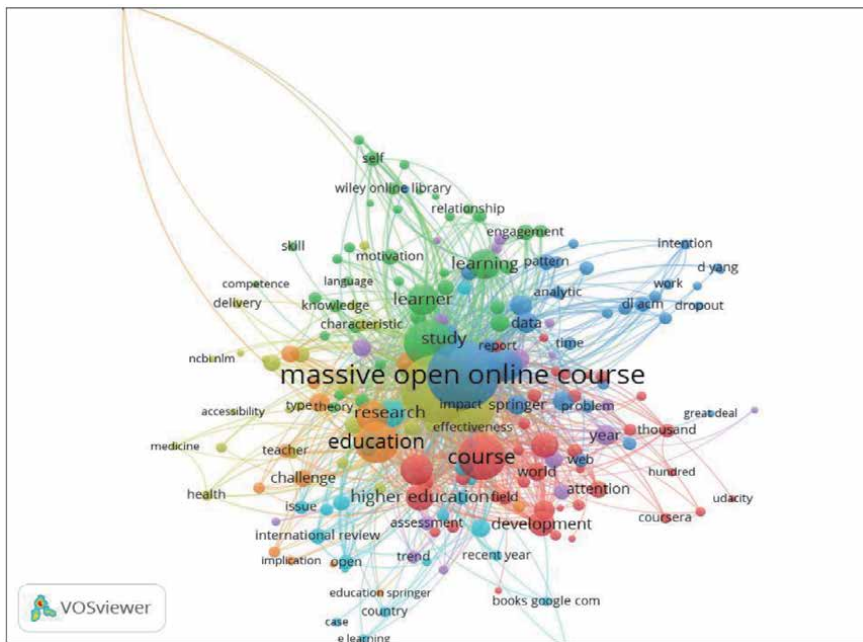 self
wiley online library
relationship
engagement
skill
motivation
learning
pattern
intention
d yang
competence
language
learner
analytic
work
delivery
knowledge
dl acm
dropout
characteristic
study
data
report
time
ncbi nlm
massive open online course
accessibility
type
theory
research
impact
springer
problem
great deal
effectiveness
education
year
thousand
medicine
teacher
course
web
challenge
world
hundred
health
issue
higher education
field
attention
udacity
assessment
development
coursera
international review
implication
open
trend
recent year
education springer
books google com
country
case
e learning
VOSviewer